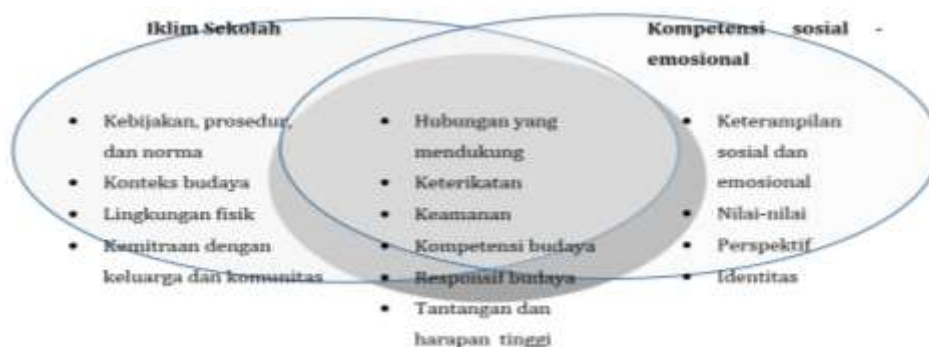 Iklim Sekolah
Kebijakan, prosedur,
dan norma
Konteks budaya
Lingkungan fisik
Kemitraan dengan
keluarga dan komunitas
Hubungan yang
mendukung
Keterikatan
Keamanan
Kompetensi budaya
Responsif budaya
Tantangan dan
harapan tinggi
Kompetensi sosial -
emosional
Keterampilan
sosial dan
emosional
Nilai-nilai
Perspektif
Identitas